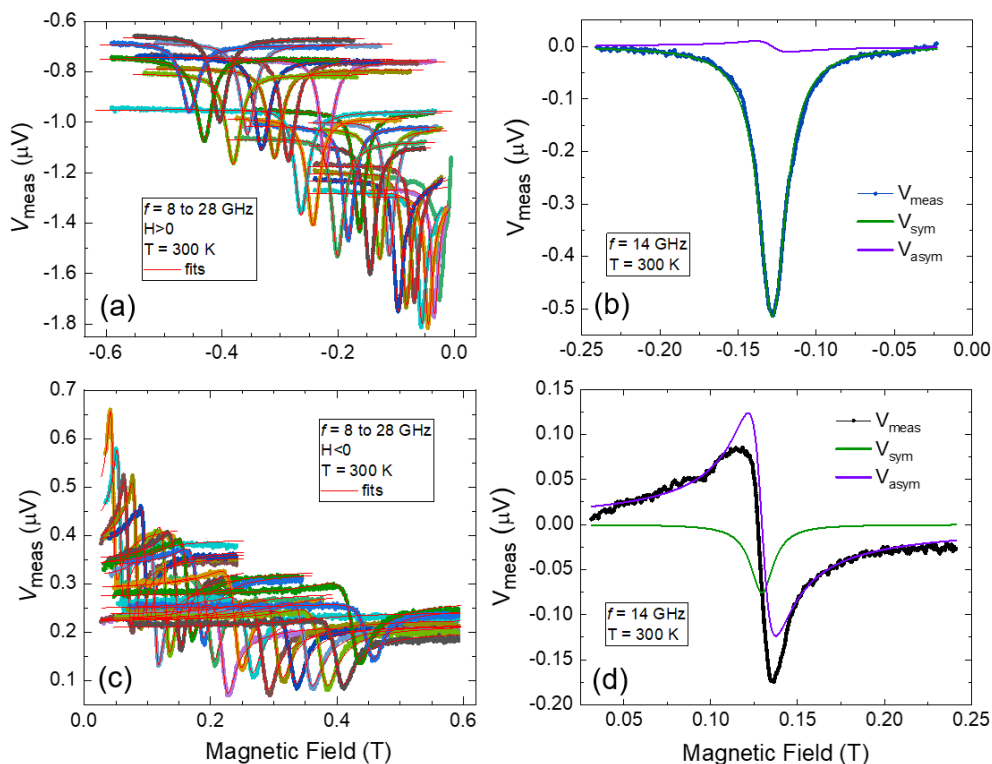 -0.6
-0.8
-1.0
-1.2
-1.4
-1.6
-1.8
V_meas (μV)
f = 8 to 28 GHz
H>0
T = 300 K
fits
(a)
-0.6 -0.4 -0.2 0.0
0.0
-0.1
-0.2
-0.3
-0.4
-0.5
V_meas (μV)
V_meas
V_sym
V_asym
f = 14 GHz
T = 300 K
(b)
-0.25 -0.20 -0.15 -0.10 -0.05 0.00
0.7
0.6
0.5
0.4
0.3
0.2
0.1
V_meas (μV)
f = 8 to 28 GHz
H<0
T = 300 K
fits
(c)
0.0 0.2 0.4 0.6
Magnetic Field (T)
0.15
0.10
0.05
0.00
-0.05
-0.10
-0.15
-0.20
V_meas (μV)
V_meas
V_sym
V_asym
f = 14 GHz
T = 300 K
(d)
0.05 0.10 0.15 0.20 0.25
Magnetic Field (T)